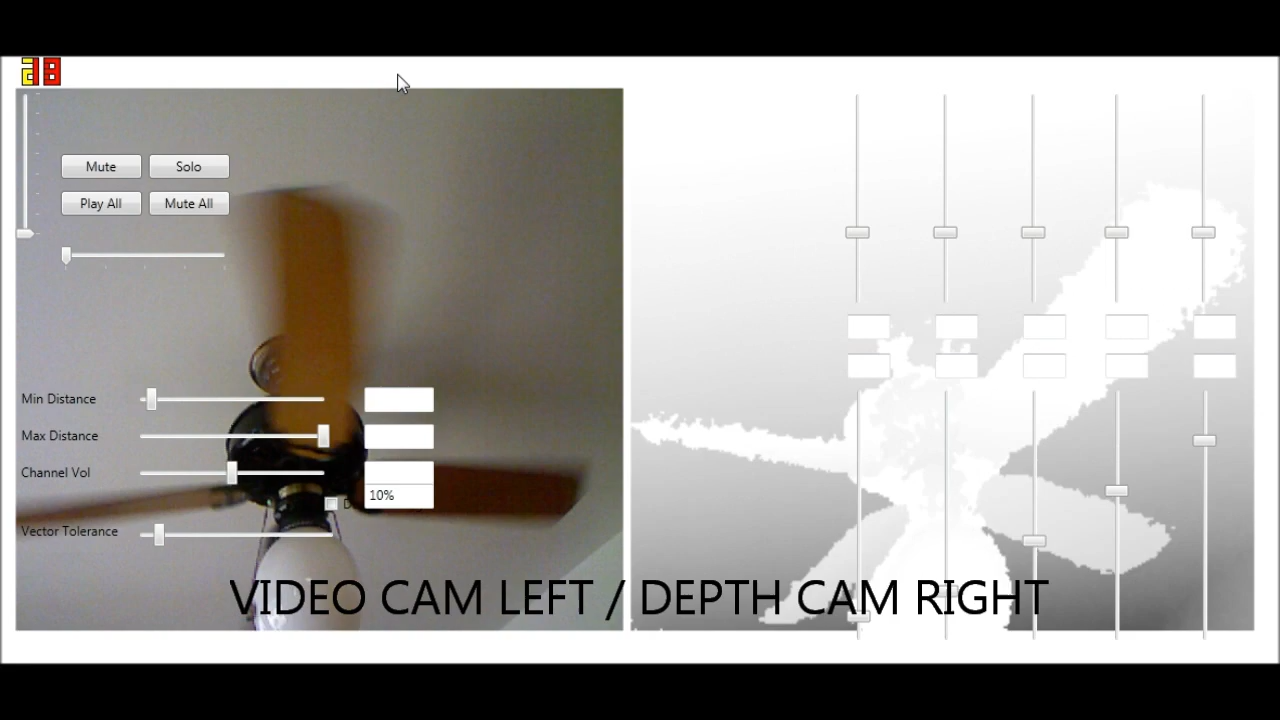 28
Mute Solo
Play All Mute All
Min Distance
Max Distance
Channel Vol
10%
Vector Tolerance
VIDEO CAM LEFT / DEPTH CAM RIGHT